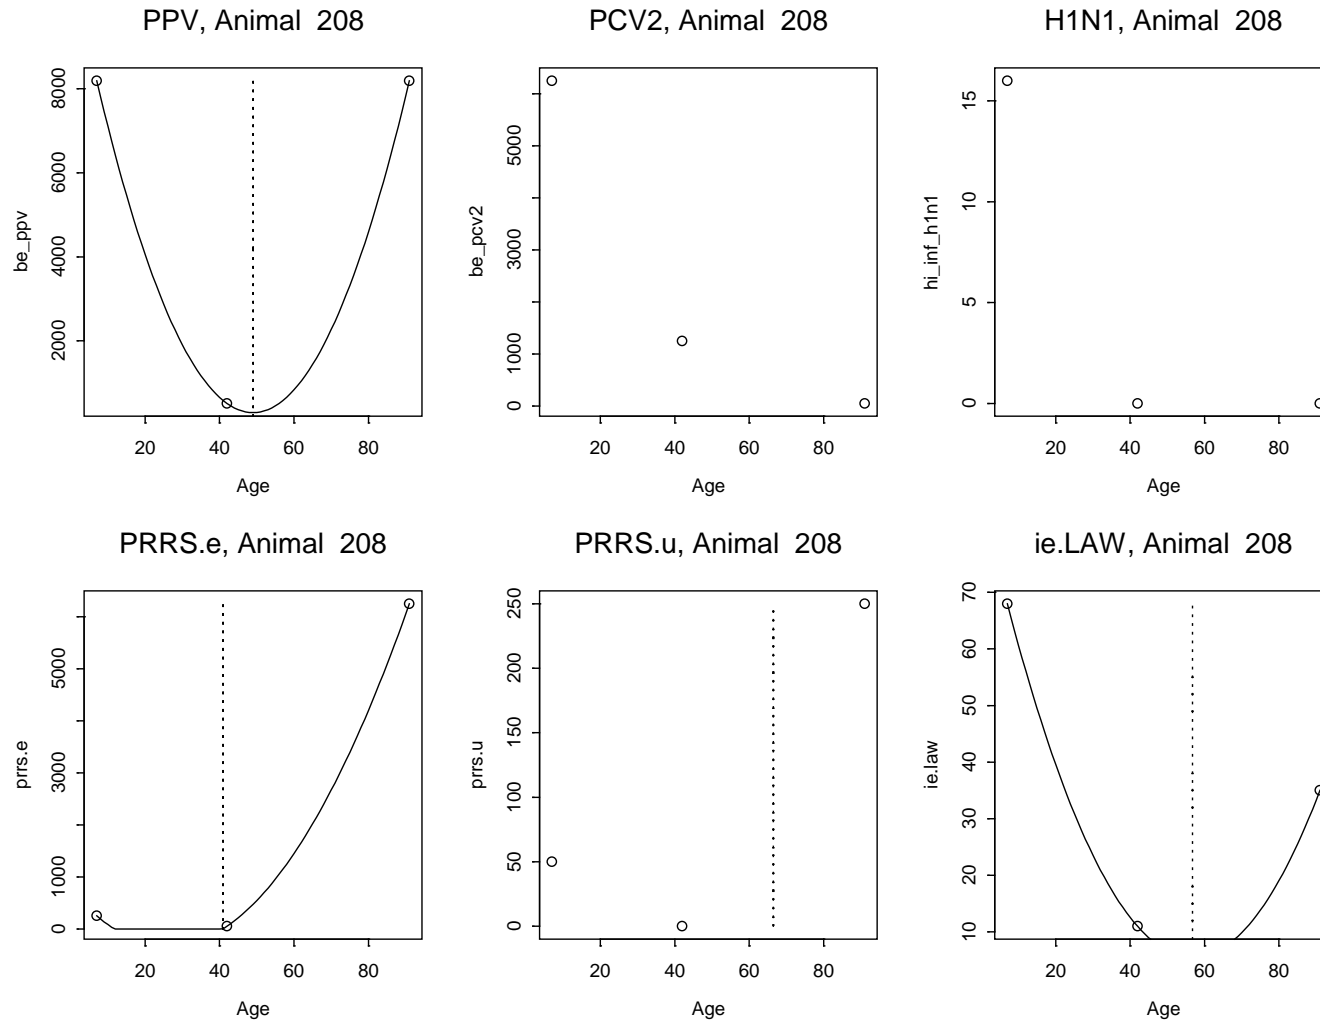 PPV, Animal  208
be_ppv
2000
4000
6000
8000
20
40
60
80
Age
PCV2, Animal  208
be_pcv2
0
1000
3000
5000
20
40
60
80
Age
H1N1, Animal  208
hi_inf_h1n1
0
5
10
15
20
40
60
80
Age
PRRS.e, Animal  208
prrs.e
0
1000
3000
5000
20
40
60
80
Age
PRRS.u, Animal  208
prrs.u
0
50
100
150
200
250
20
40
60
80
Age
ie.LAW, Animal  208
ie.law
10
20
30
40
50
60
70
20
40
60
80
Age